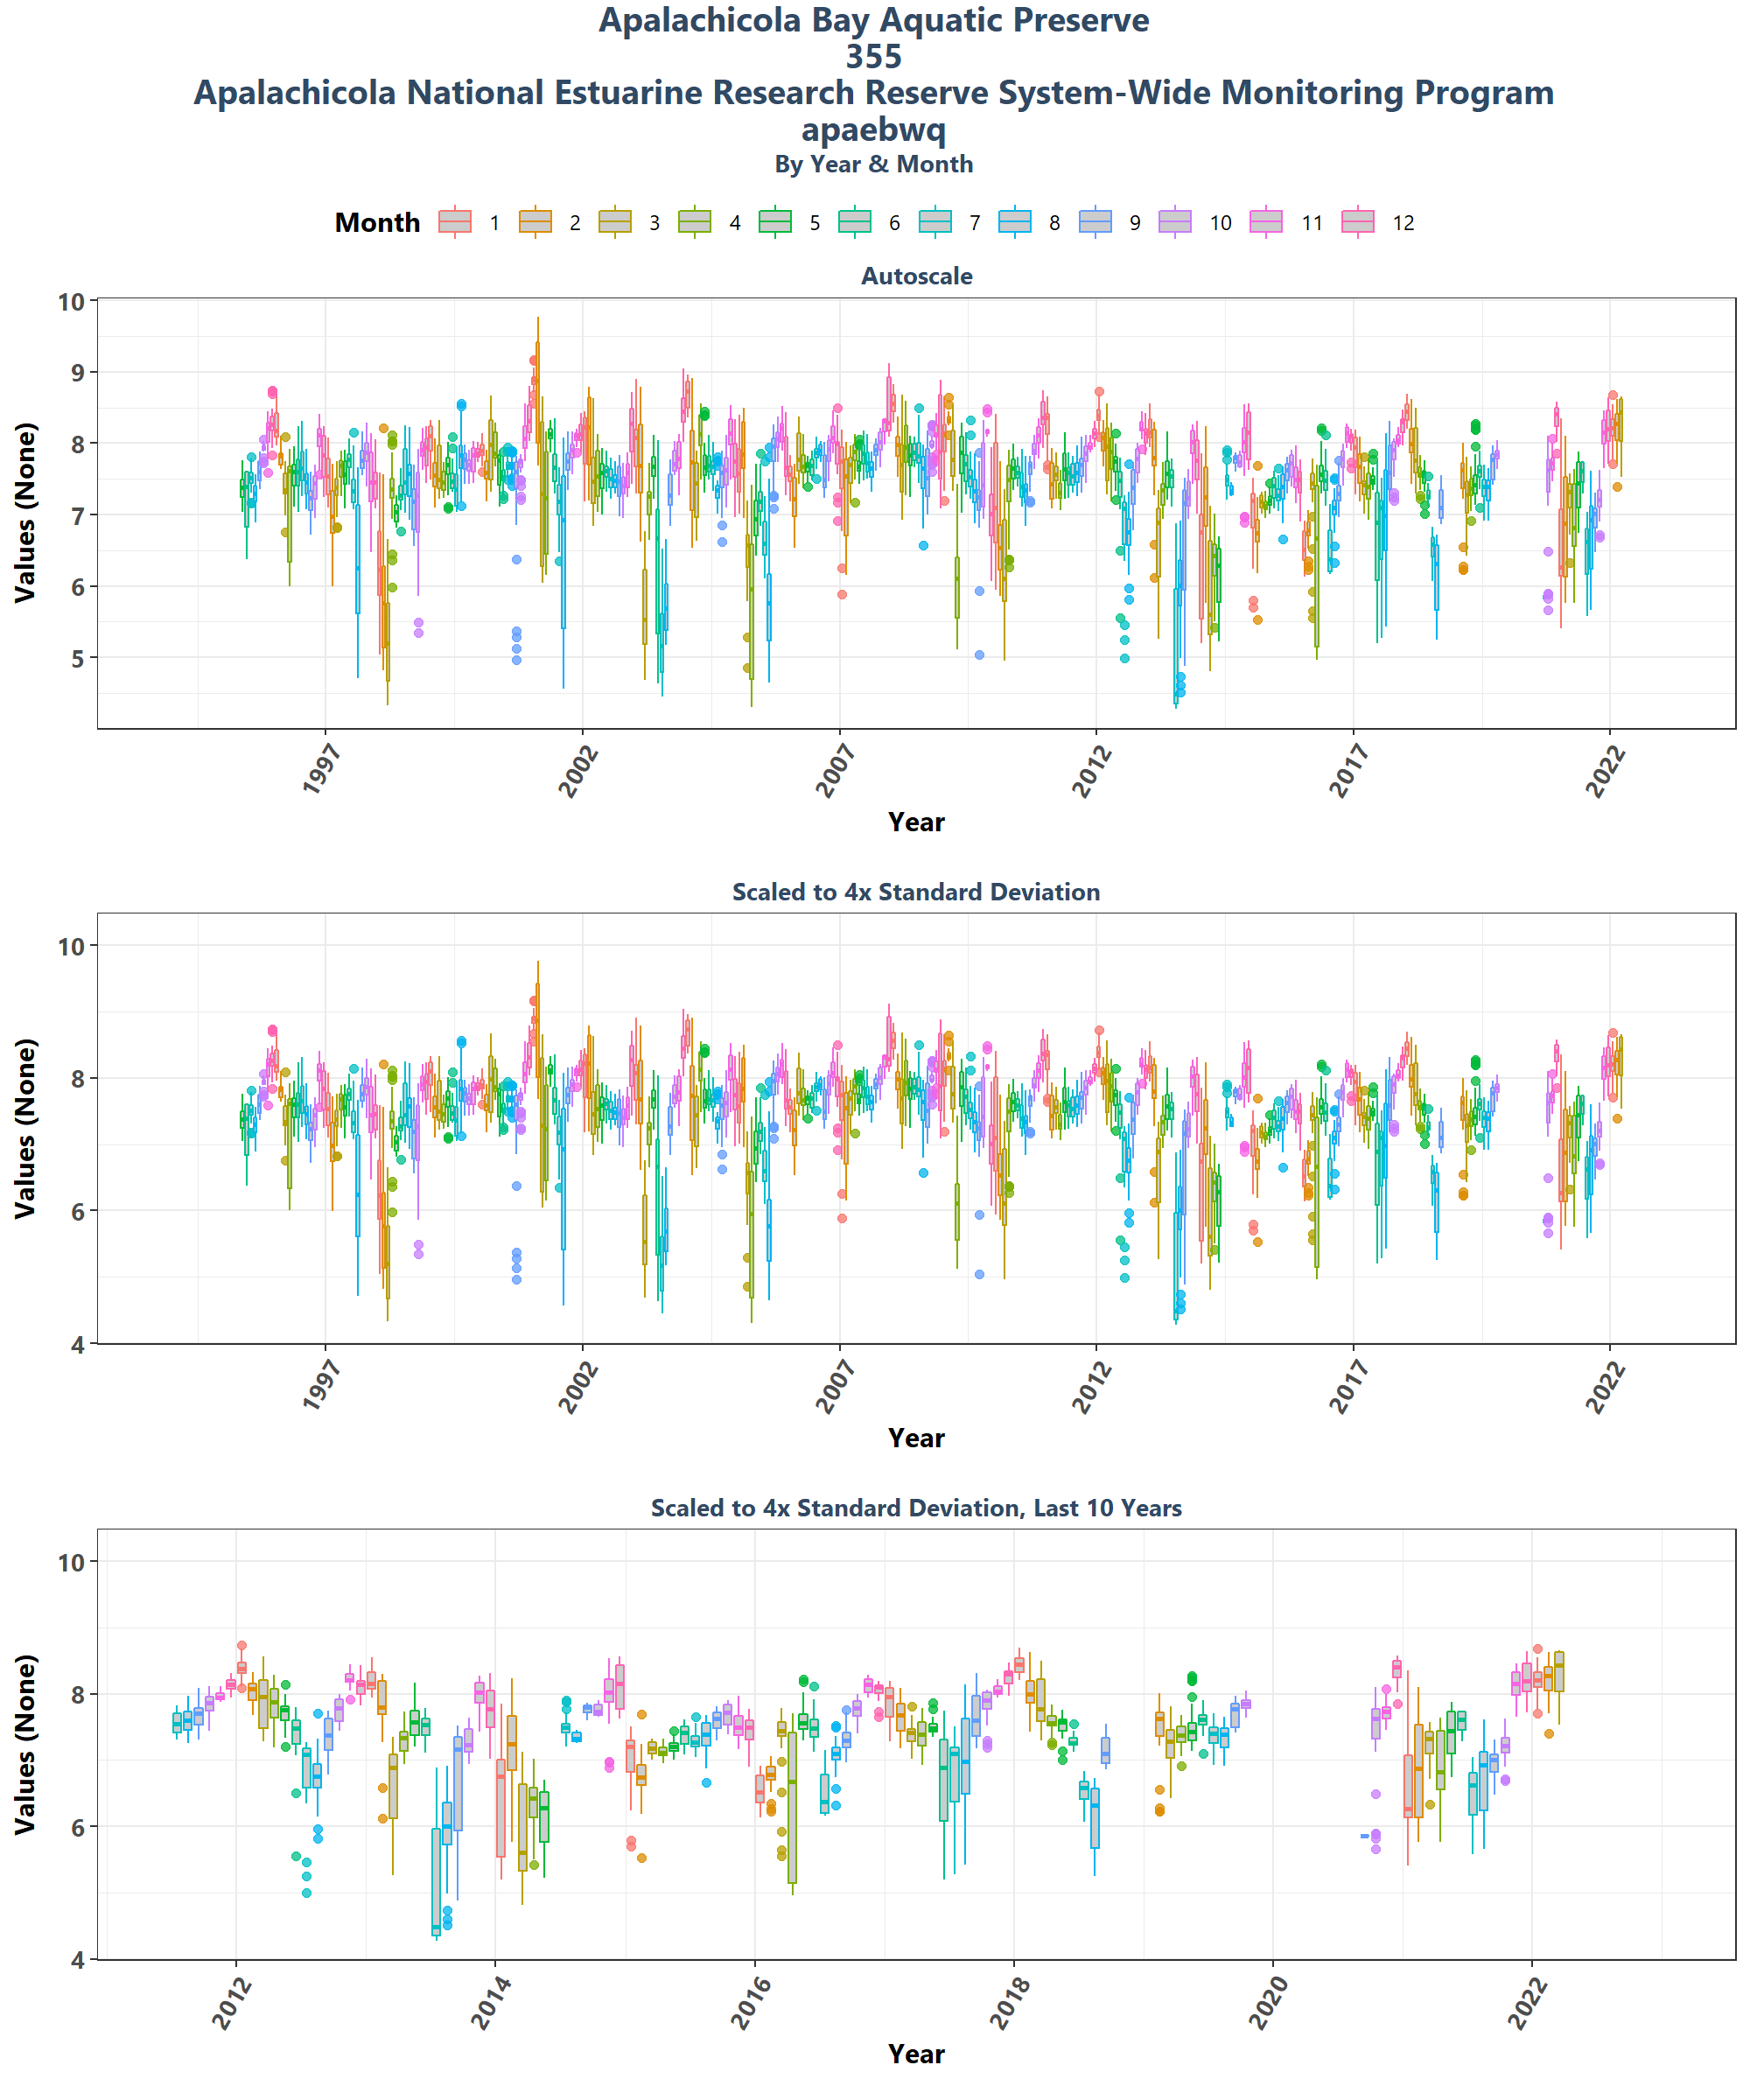 Apalachicola Bay Aquatic Preserve
355
Apalachicola National Estuarine Research Reserve System-Wide Monitoring Program
apaebwq
By Year & Month
Month 1 2 3 4 5 6 7 8 9 10 11 12
Autoscale
Values (None)
10
9
8
7
6
5
1997 2002 2007 2012 2017 2022
Year
Scaled to 4x Standard Deviation
Values (None)
10
8
6
4
1997 2002 2007 2012 2017 2022
Year
Scaled to 4x Standard Deviation, Last 10 Years
Values (None)
10
8
6
4
2012 2014 2016 2018 2020 2022
Year